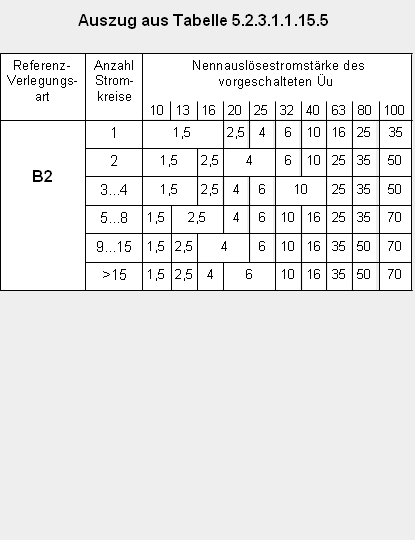 Auszug aus Tabelle 5.2.3.1.1.15.5
Referenz- Anzahl Nennauslösestromstärke des
Verlegungs- Strom- vorgeschalteten Üu
art kreise
10 13 16 20 25 32 40 63 80 100
1 1,5 2,5 4 6 10 16 25 35
2 1,5 2,5 4 6 10 25 35 50
B2
3...4 1,5 2,5 4 6 10 25 35 50
5...8 1,5 2,5 4 6 10 16 35 35 70
9...15 1,5 2,5 4 6 10 16 35 50 70
>15 1,5 2,5 4 6 10 16 35 50 70